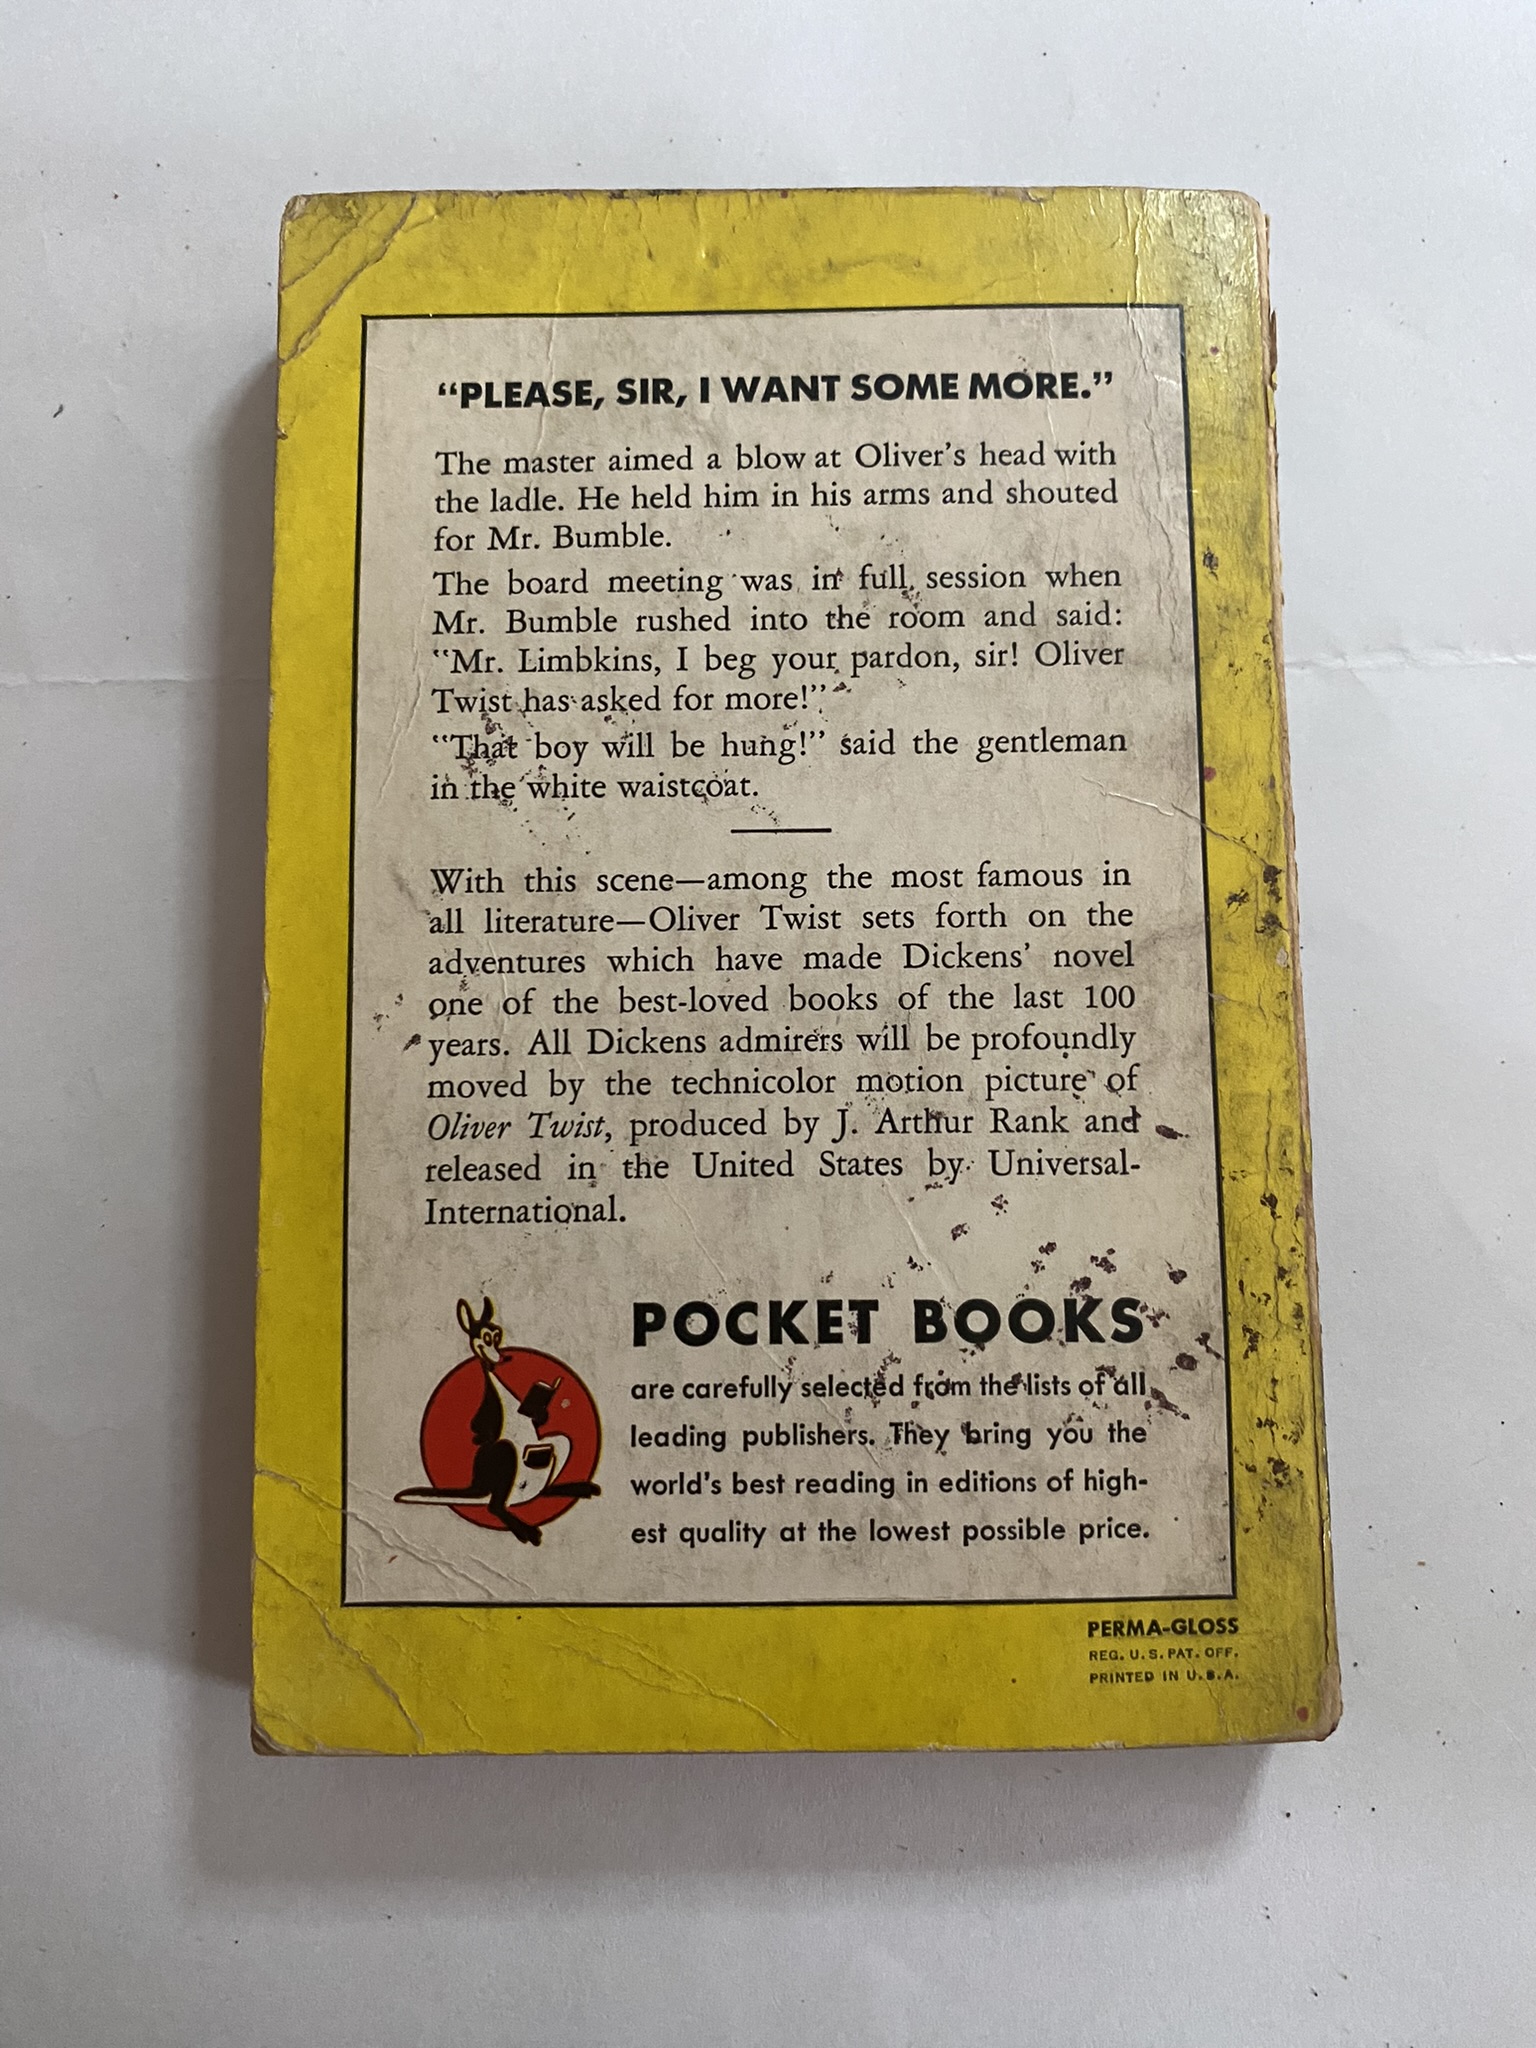 “PLEASE, SIR, I WANT SOME MORE.”
The master aimed a blow at Oliver’s head with
the ladle. He held him in his arms and shouted
for Mr. Bumble.
The board meeting was in full session when
Mr. Bumble rushed into the room and said:
“Mr. Limbkins, I beg your pardon, sir! Oliver
Twist has asked for more!”
“That boy will be hung!” said the gentleman
in the white waistcoat.
With this scene—among the most famous in
all literature—Oliver Twist sets forth on the
adventures which have made Dickens’ novel
one of the best-loved books of the last 100
years. All Dickens admirers will be profoundly
moved by the technicolor motion picture of
Oliver Twist, produced by J. Arthur Rank and
released in the United States by Universal-
International.
POCKET BOOKS
are carefully selected from the lists of all
leading publishers. They bring you the
world’s best reading in editions of high-
est quality at the lowest possible price.
PERMA-GLOSS
REG. U. S. PAT. OFF.
PRINTED IN U.S.A.